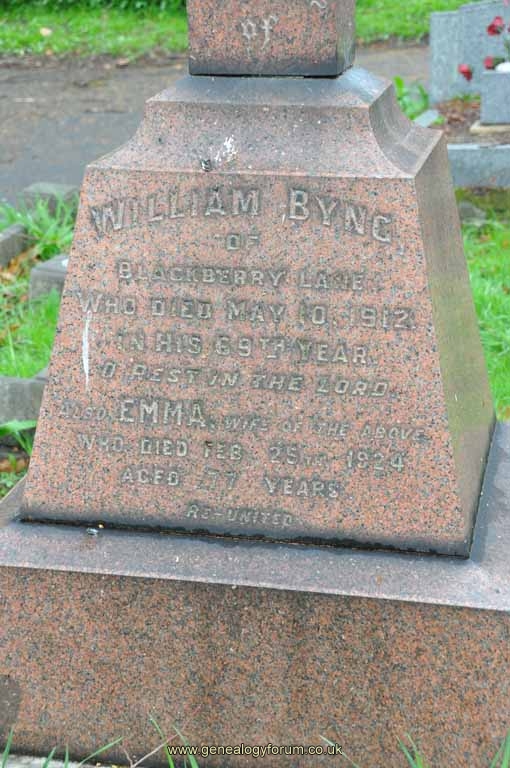 of
WILLIAM BYNG
OF
BLACKBERRY LANE
WHO DIED MAY 10, 1912
IN HIS 69TH YEAR.
O REST IN THE LORD
ALSO, EMMA, WIFE OF THE ABOVE
WHO DIED FEB 25TH 1924
AGED 77 YEARS
RE-UNITED
www.genealogyforum.co.uk